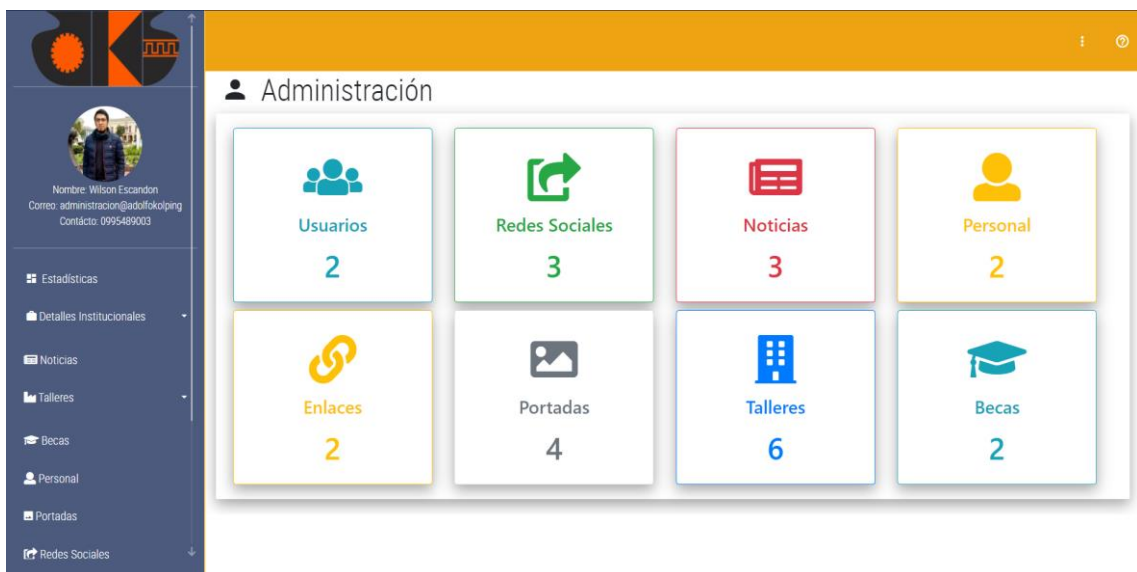 Nombre: Wilson Escandon
Correo: administracion@adolfokolping
Contácto: 0995489003
Estadísticas
Detalles Institucionales
Noticias
Talleres
Becas
Personal
Portadas
Redes Sociales
Administración
Usuarios
2
Redes Sociales
3
Noticias
3
Personal
2
Enlaces
2
Portadas
4
Talleres
6
Becas
2